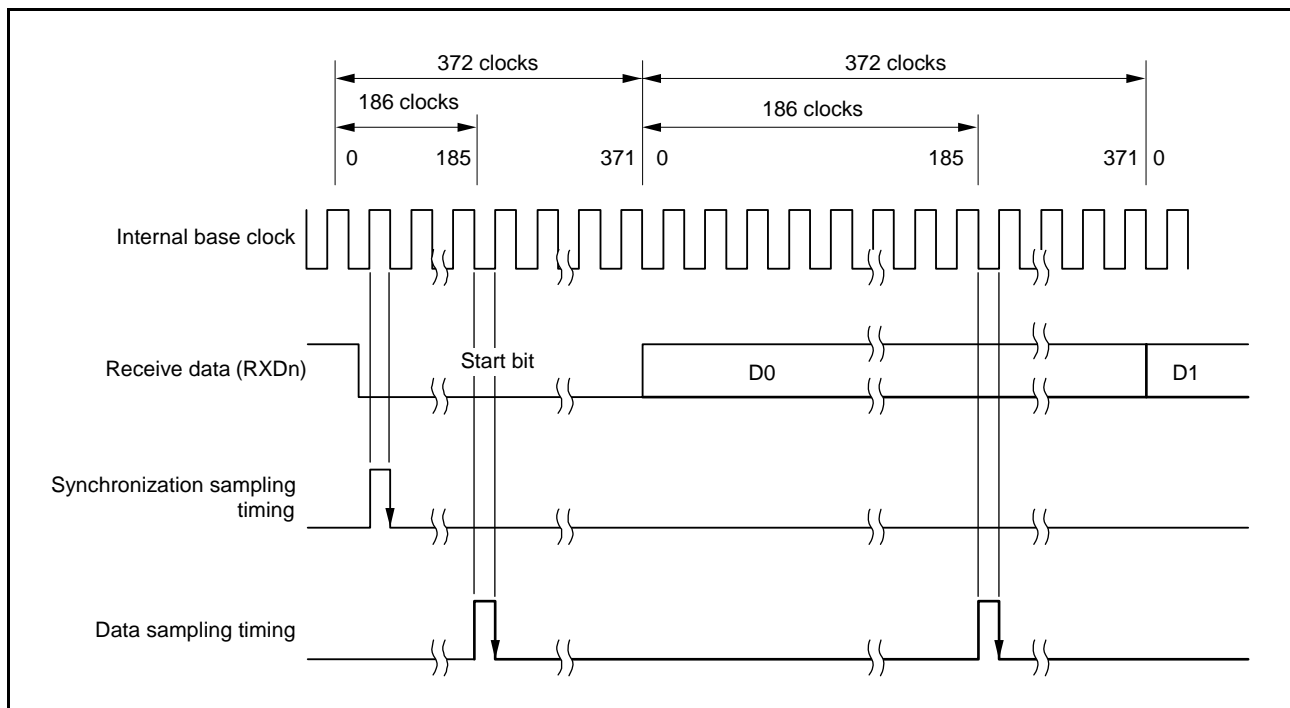 372 clocks 372 clocks
186 clocks 186 clocks
0 185 371 0 185 371 0
Internal base clock
Receive data (RXDn) Start bit D0 D1
Synchronization sampling
timing
Data sampling timing